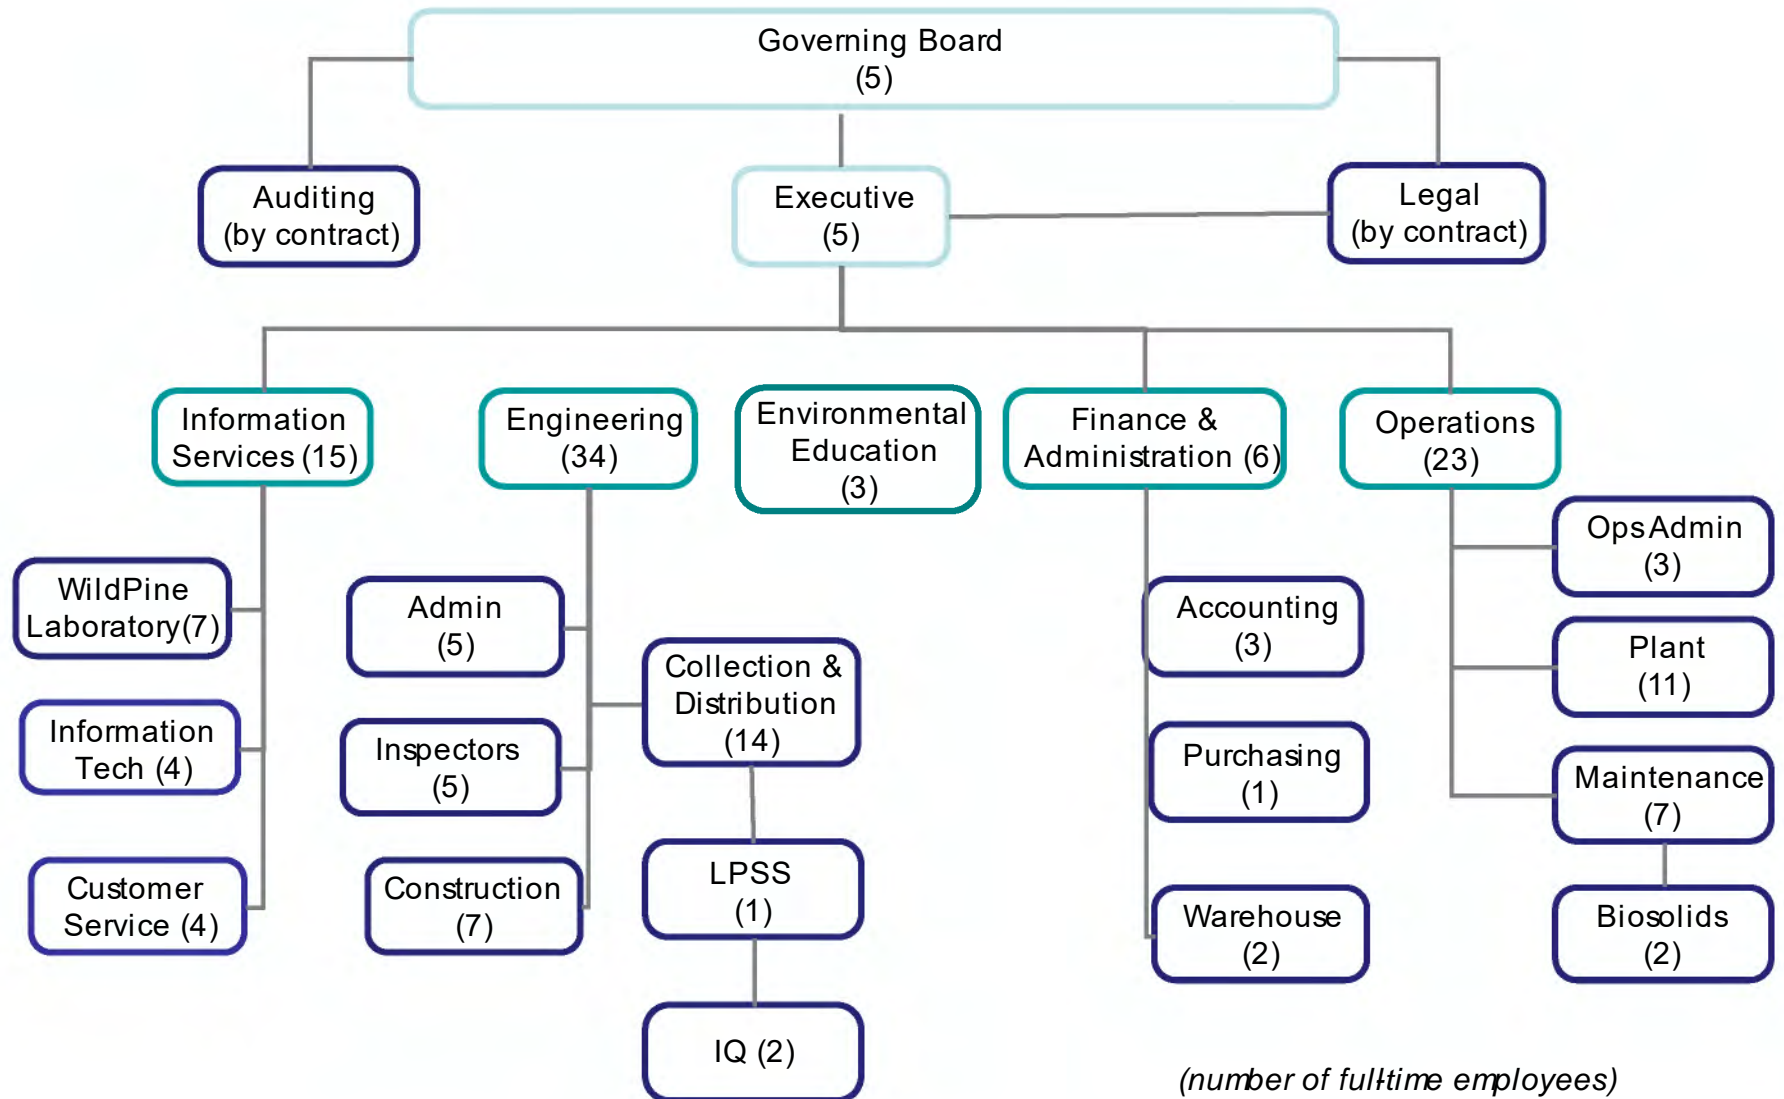 Governing Board
(5)
Auditing
(by contract)
Executive
(5)
Legal
(by contract)
Information
Services (15)
Engineering
(34)
Environmental
Education
(3)
Finance &
Administration (6)
Operations
(23)
WildPine
Laboratory(7)
Information
Tech (4)
Customer
Service (4)
Admin
(5)
Inspectors
(5)
Construction
(7)
Collection &
Distribution
(14)
LPSS
(1)
IQ (2)
Accounting
(3)
Purchasing
(1)
Warehouse
(2)
Ops Admin
(3)
Plant
(11)
Maintenance
(7)
Biosolids
(2)
(number of full-time employees)